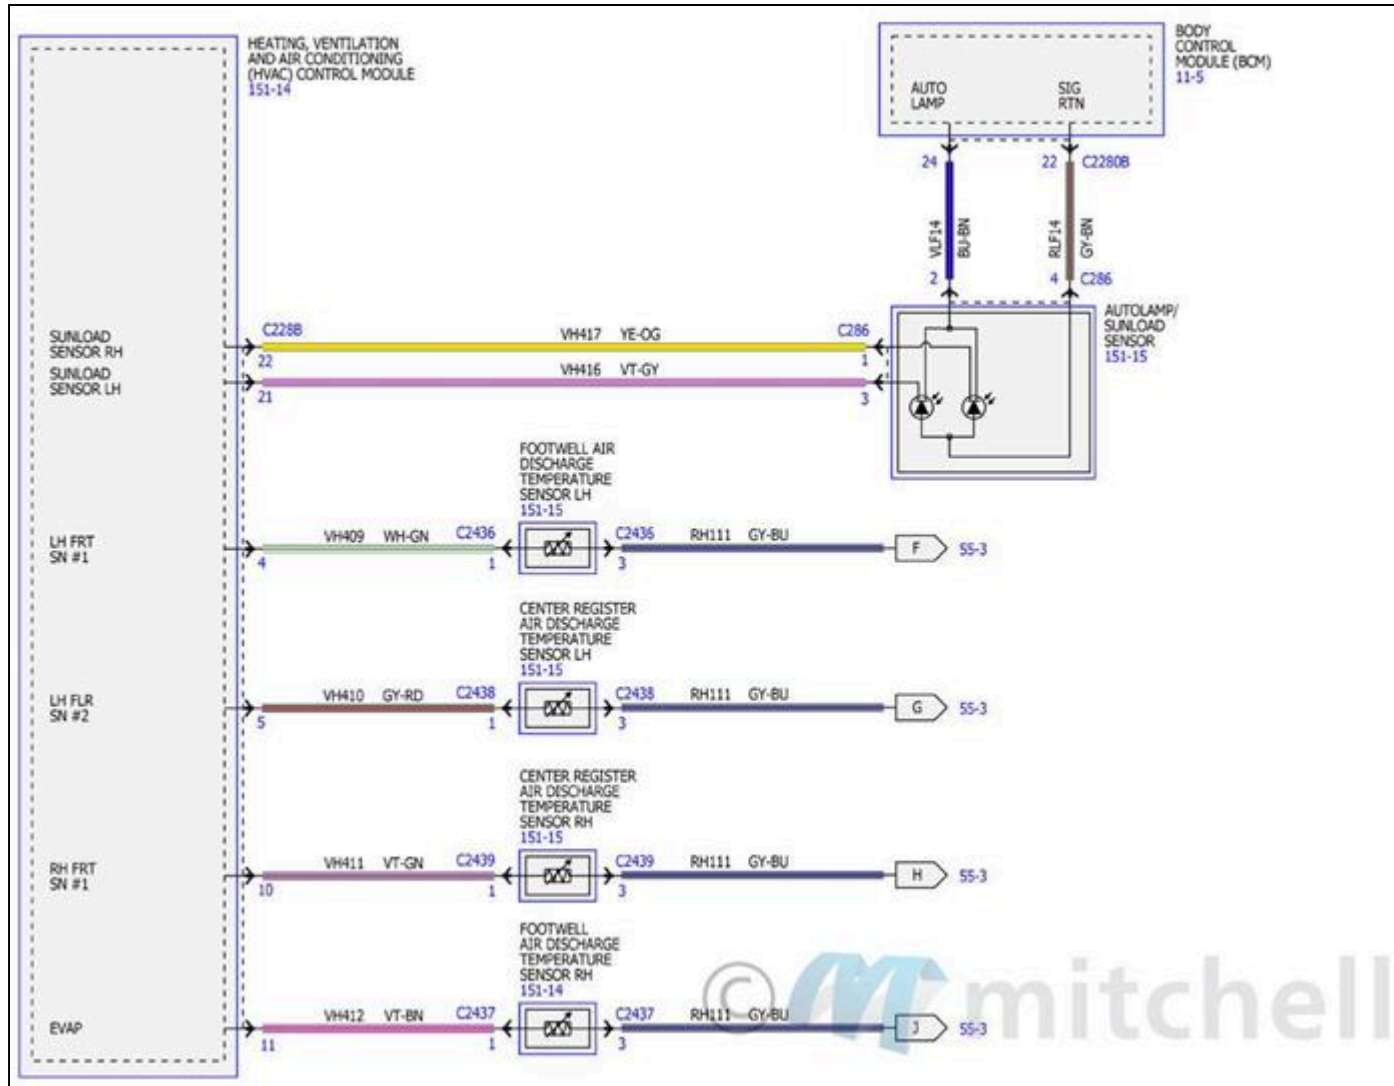 HEATING, VENTILATION
AND AIR CONDITIONING
(HVAC) CONTROL MODULE
151-14
BODY
CONTROL
MODULE (BCM)
11-5
AUTO
LAMP
SIG
RTN
24
22
C2280B
VLF14
BU-BN
RLF14
GY-BN
2
4
C286
AUTOLAMP/
SUNLOAD
SENSOR
151-15
SUNLOAD
SENSOR RH
C228B
22
VH417 YE-OG
C286
1
SUNLOAD
SENSOR LH
21
VH416 VT-GY
3
FOOTWELL AIR
DISCHARGE
TEMPERATURE
SENSOR LH
151-15
LH FRT
SN #1
4
VH409 WH-GN
C2436
1
C2436
3
RH111 GY-BU
F
55-3
CENTER REGISTER
AIR DISCHARGE
TEMPERATURE
SENSOR LH
151-15
LH FLR
SN #2
5
VH410 GY-RD
C2438
1
C2438
3
RH111 GY-BU
G
55-3
CENTER REGISTER
AIR DISCHARGE
TEMPERATURE
SENSOR RH
151-15
RH FRT
SN #1
10
VH411 VT-GN
C2439
1
C2439
3
RH111 GY-BU
H
55-3
FOOTWELL
AIR DISCHARGE
TEMPERATURE
SENSOR RH
151-14
EVAP
11
VH412 VT-BN
C2437
1
C2437
3
RH111 GY-BU
J
55-3
© M mitchell